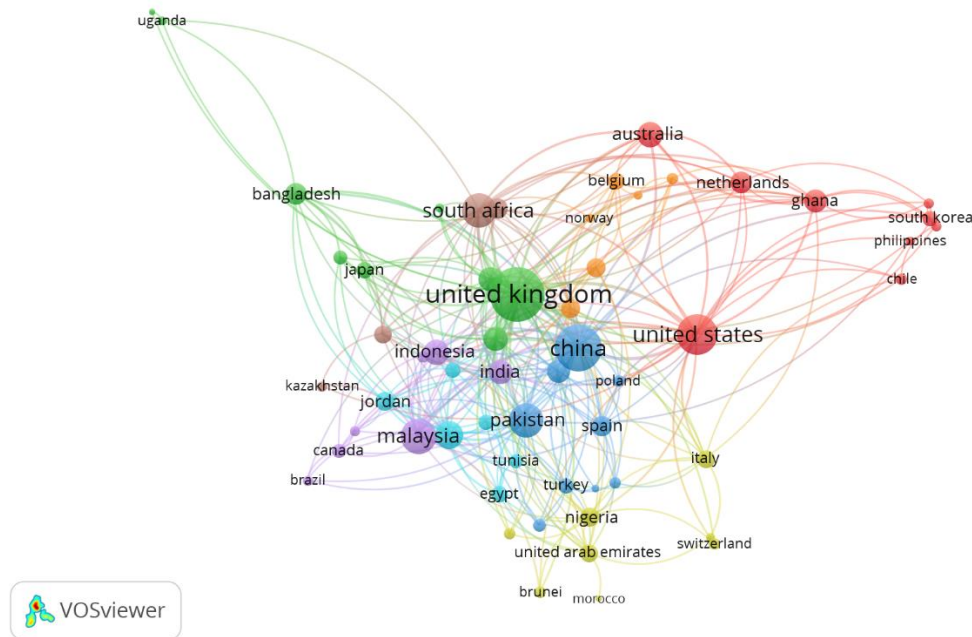 uganda
australia
belgium
netherlands
bangladesh
ghana
south africa
norway
south korea
philippines
japan
chile
united kingdom
united states
china
indonesia
india
poland
kazakhstan
jordan
pakistan
spain
malaysia
canada
tunisia
italy
brazil
turkey
egypt
nigeria
switzerland
united arab emirates
brunei
morocco
VOSviewer